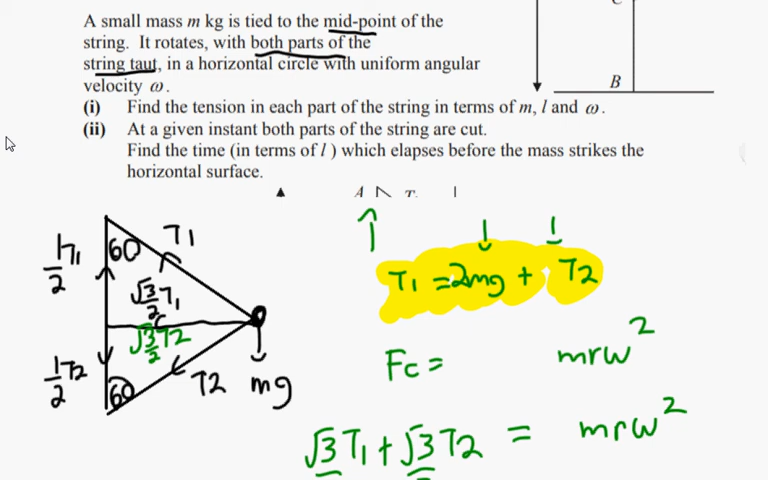 A small mass m kg is tied to the mid-point of the
string. It rotates, with both parts of the
string taut, in a horizontal circle with uniform angular
velocity ω.
B
(i) Find the tension in each part of the string in terms of m, l and ω.
(ii) At a given instant both parts of the string are cut.
Find the time (in terms of l ) which elapses before the mass strikes the
horizontal surface.
60
T1
√3/2 T1
√3/2 T2
1/2 T2
60
T2
mg
T1 = 2mg + T2
Fc = mrω²
√3 T1 + √3 T2 = mrω²